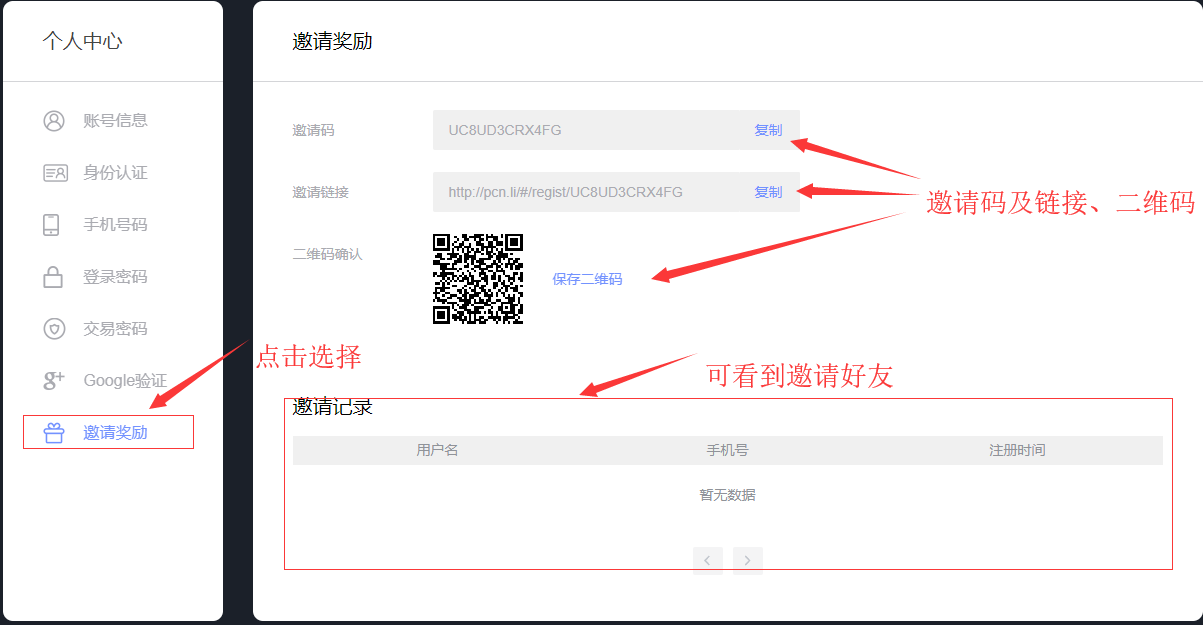 个人中心
账号信息
身份认证
手机号码
登录密码
交易密码
Google验证
邀请奖励
点击选择
邀请奖励
邀请码 UC8UD3CRX4FG 复制
邀请链接 http://pcn.li/#/regist/UC8UD3CRX4FG 复制
邀请码及链接、二维码
二维码确认 保存二维码
可看到邀请好友
邀请记录
用户名 手机号 注册时间
暂无数据